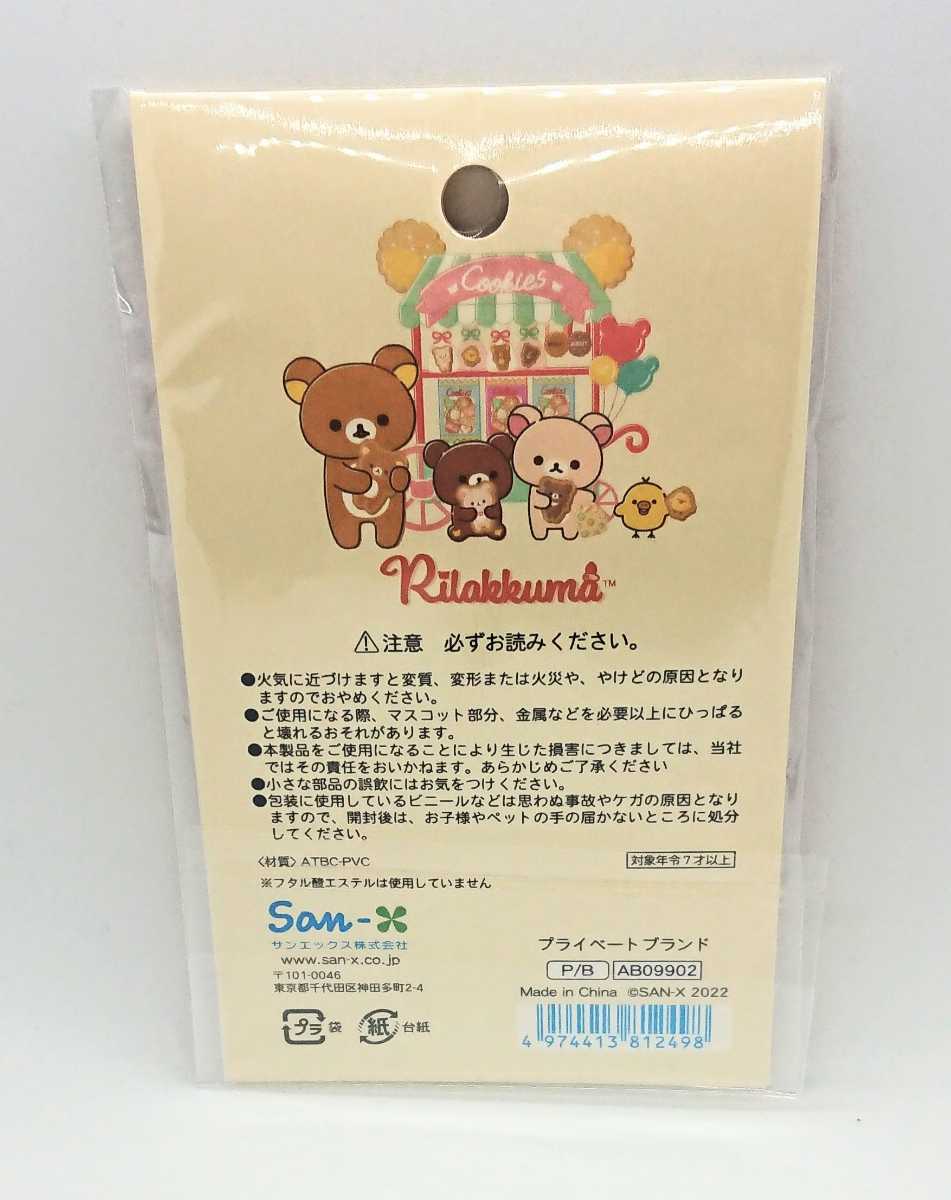 Cookies
Cookies
Rilakkuma™
⚠注意　必ずお読みください。
●火気に近づけますと変質、変形または火災や、やけどの原因となり
ますのでおやめください。
●ご使用になる際、マスコット部分、金属などを必要以上にひっぱる
と壊れるおそれがあります。
●本製品をご使用になることにより生じた損害につきましては、当社
ではその責任をおいかねます。あらかじめご了承ください
●小さな部品の誤飲にはお気をつけください。
●包装に使用しているビニールなどは思わぬ事故やケガの原因となり
ますので、開封後は、お子様やペットの手の届かないところに処分
してください。
〈材質〉ATBC-PVC
対象年令7才以上
※フタル酸エステルは使用していません
San-X
サンエックス株式会社
www.san-x.co.jp
〒101-0046
東京都千代田区神田多町2-4
プラ 袋 紙 台紙
プライベートブランド
P/B AB09902
Made in China ©SAN-X 2022
4 974413 812498